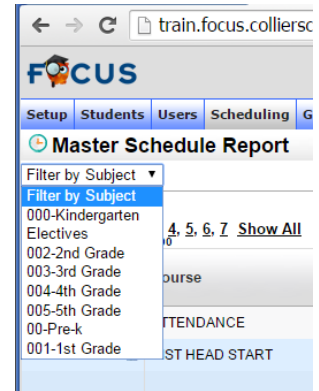 train.focus.colliersc
FOCUS
Setup Students Users Scheduling G
Master Schedule Report
Filter by Subject
Filter by Subject
000-Kindergarten
Electives
002-2nd Grade
003-3rd Grade
004-4th Grade
005-5th Grade
00-Pre-k
001-1st Grade
4, 5, 6, 7 Show All
ourse
TTENDANCE
ST HEAD START